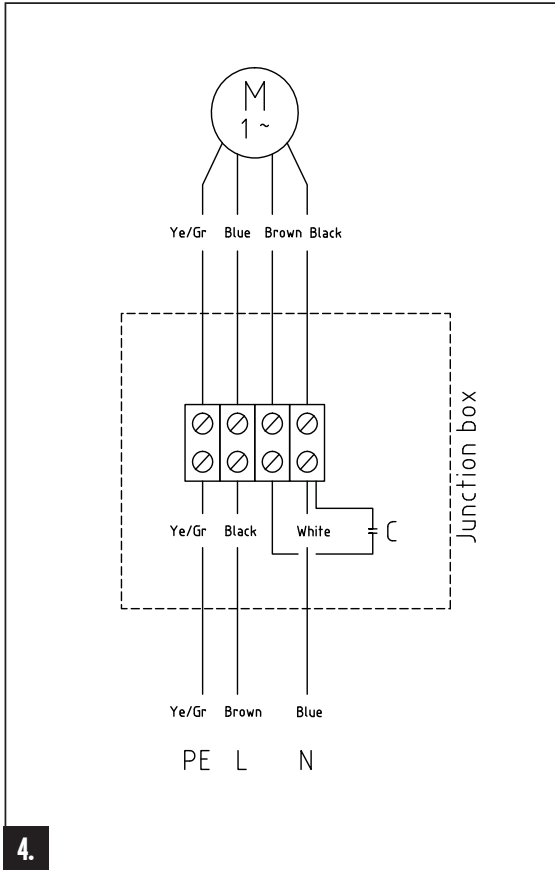 M
1 ~
Ye/Gr Blue Brown Black
Junction box
Ye/Gr Black White C
Ye/Gr Brown Blue
PE L N
4.